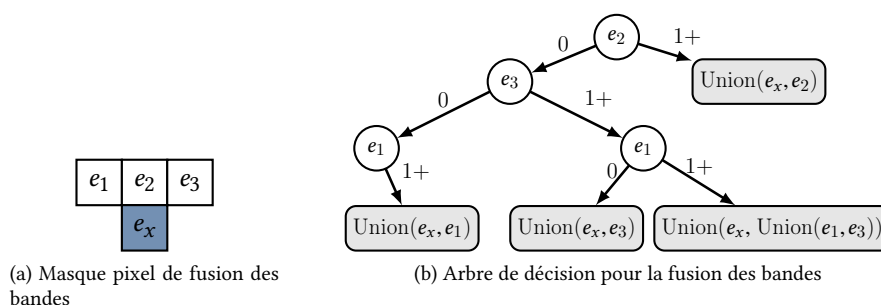 e₂
0
1+
e₃
Union(eₓ,e₂)
0
1+
e₁
e₁
1+
0
1+
e₁ e₂ e₃
eₓ
Union(eₓ,e₁)
Union(eₓ,e₃)
Union(eₓ, Union(e₁,e₃))
(a) Masque pixel de fusion des
bandes
(b) Arbre de décision pour la fusion des bandes